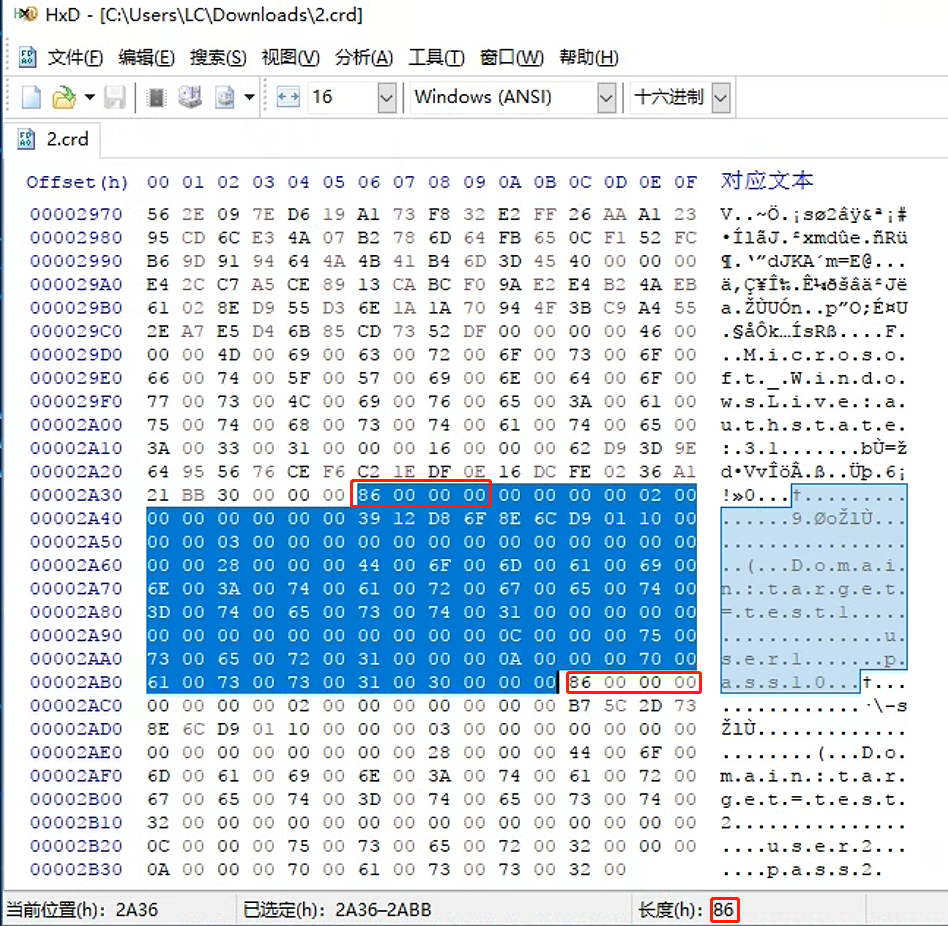 HxD - [C:\Users\LC\Downloads\2.crd]
文件(F) 编辑(E) 搜索(S) 视图(V) 分析(A) 工具(T) 窗口(W) 帮助(H)
16 Windows (ANSI) 十六进制
2.crd
Offset(h) 00 01 02 03 04 05 06 07 08 09 0A 0B 0C 0D 0E 0F 对应文本
00002970 56 2E 09 7E D6 19 A1 73 F8 32 E2 FF 26 AA A1 23 V..~Ö.¡sø2âÿ&ª¡#
00002980 95 CD 6C E3 4A 07 B2 78 6D 64 FB 65 0C F1 52 FC •ÍlãJ.²xmdûe.ñRü
00002990 B6 9D 91 94 64 4A 4B 41 B4 6D 3D 45 40 00 00 00 ¶.‘”dJKA´m=E@...
000029A0 E4 2C C7 A5 CE 89 13 CA BC F0 9A E2 E4 B2 4A EB ä,Ç¥Î‰.Ê¼ðšâä²Jë
000029B0 61 02 8E D9 55 D3 6E 1A 1A 70 94 4F 3B C9 A4 55 a.ŽÙUÓn..p”O;É¤U
000029C0 2E A7 E5 D4 6B 85 CD 73 52 DF 00 00 00 00 46 00 .§åÔk…ÍsRß....F.
000029D0 00 00 4D 00 69 00 63 00 72 00 6F 00 73 00 6F 00 ..M.i.c.r.o.s.o.
000029E0 66 00 74 00 5F 00 57 00 69 00 6E 00 64 00 6F 00 f.t._.W.i.n.d.o.
000029F0 77 00 73 00 4C 00 69 00 76 00 65 00 3A 00 61 00 w.s.L.i.v.e.:.a.
00002A00 75 00 74 00 68 00 73 00 74 00 61 00 74 00 65 00 u.t.h.s.t.a.t.e.
00002A10 3A 00 33 00 31 00 00 00 16 00 00 00 62 D9 3D 9E :.3.1.......bÙ=ž
00002A20 64 95 56 76 CE F6 C2 1E DF 0E 16 DC FE 02 36 A1 d•VvÎöÂ.ß..Üþ.6¡
00002A30 21 BB 30 00 00 00 86 00 00 00 00 00 00 00 02 00 !»0...†.........
00002A40 00 00 00 00 00 00 39 12 D8 6F 8E 6C D9 01 10 00 ......9.ØoŽlÙ...
00002A50 00 00 03 00 00 00 00 00 00 00 00 00 00 00 00 00 ................
00002A60 00 00 28 00 00 00 44 00 6F 00 6D 00 61 00 69 00 ..(...D.o.m.a.i.
00002A70 6E 00 3A 00 74 00 61 00 72 00 67 00 65 00 74 00 n.:.t.a.r.g.e.t.
00002A80 3D 00 74 00 65 00 73 00 74 00 31 00 00 00 00 00 =.t.e.s.t.1.....
00002A90 00 00 00 00 00 00 00 00 00 00 0C 00 00 00 75 00 ..............u.
00002AA0 73 00 65 00 72 00 31 00 00 00 0A 00 00 00 70 00 s.e.r.1.......p.
00002AB0 61 00 73 00 73 00 31 00 30 00 00 00 86 00 00 00 a.s.s.1.0...†...
00002AC0 00 00 00 00 02 00 00 00 00 00 00 00 B7 5C 2D 73 ............·\-s
00002AD0 8E 6C D9 01 10 00 00 00 03 00 00 00 00 00 00 00 ŽlÙ.............
00002AE0 00 00 00 00 00 00 00 00 28 00 00 00 44 00 6F 00 ........(...D.o.
00002AF0 6D 00 61 00 69 00 6E 00 3A 00 74 00 61 00 72 00 m.a.i.n.:.t.a.r.
00002B00 67 00 65 00 74 00 3D 00 74 00 65 00 73 00 74 00 g.e.t.=.t.e.s.t.
00002B10 32 00 00 00 00 00 00 00 00 00 00 00 00 00 00 00 2...............
00002B20 0C 00 00 00 75 00 73 00 65 00 72 00 32 00 00 00 ....u.s.e.r.2...
00002B30 0A 00 00 00 70 00 61 00 73 00 73 00 32 00 ....p.a.s.s.2.
当前位置(h): 2A36 已选定(h): 2A36–2ABB 长度(h): 86